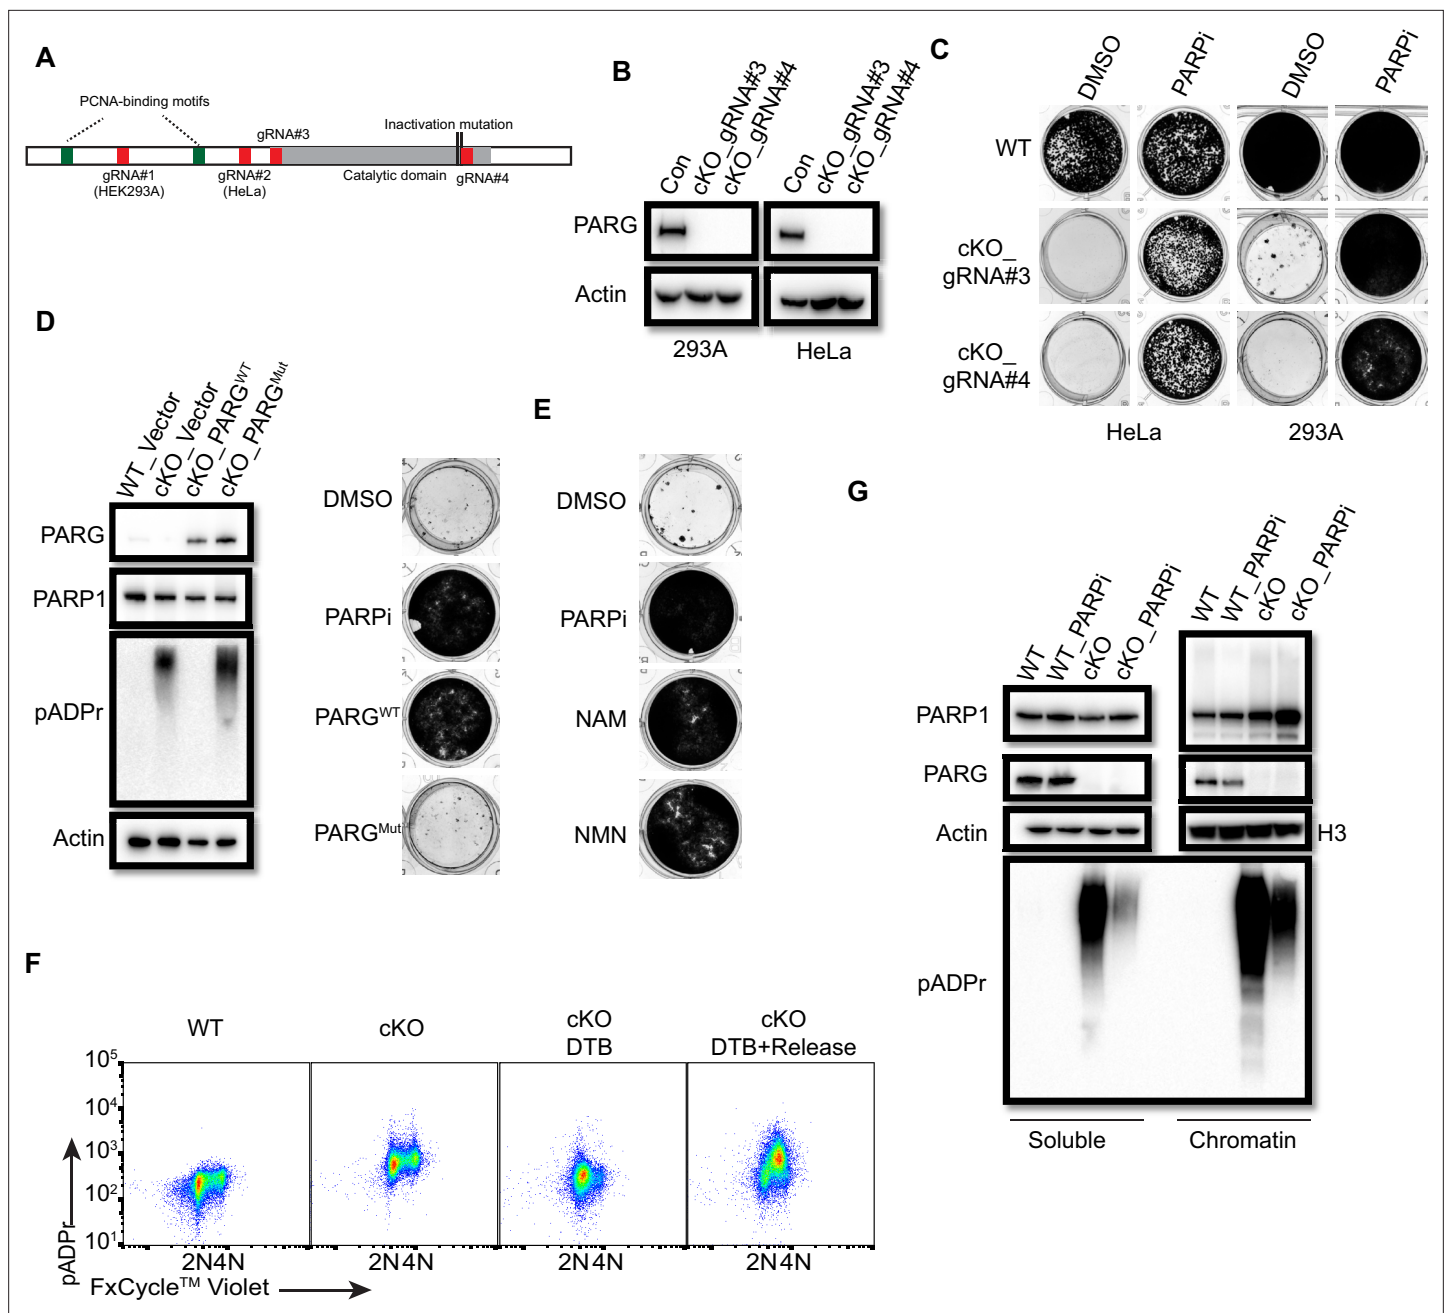 A
PCNA-binding motifs
gRNA#3
Inactivation mutation
gRNA#1
(HEK293A)
gRNA#2
(HeLa)
Catalytic domain
gRNA#4
B
Con
cKO_gRNA#3
cKO_gRNA#4
Con
cKO_gRNA#3
cKO_gRNA#4
PARG
Actin
293A
HeLa
C
DMSO
PARPi
DMSO
PARPi
WT
cKO_
gRNA#3
cKO_
gRNA#4
HeLa
293A
D
WT_Vector
cKO_Vector
cKO_PARGWT
cKO_PARGMut
PARG
PARP1
pADPr
Actin
DMSO
PARPi
PARGWT
PARGMut
E
DMSO
PARPi
NAM
NMN
F
WT
cKO
cKO
DTB
cKO
DTB+Release
10⁵
10⁴
10³
10²
10¹
pADPr
2N4N
2N4N
2N4N
2N4N
FxCycle™ Violet
G
WT
WT_PARPi
cKO
cKO_PARPi
WT
WT_PARPi
cKO
cKO_PARPi
PARP1
PARG
Actin
H3
pADPr
Soluble
Chromatin